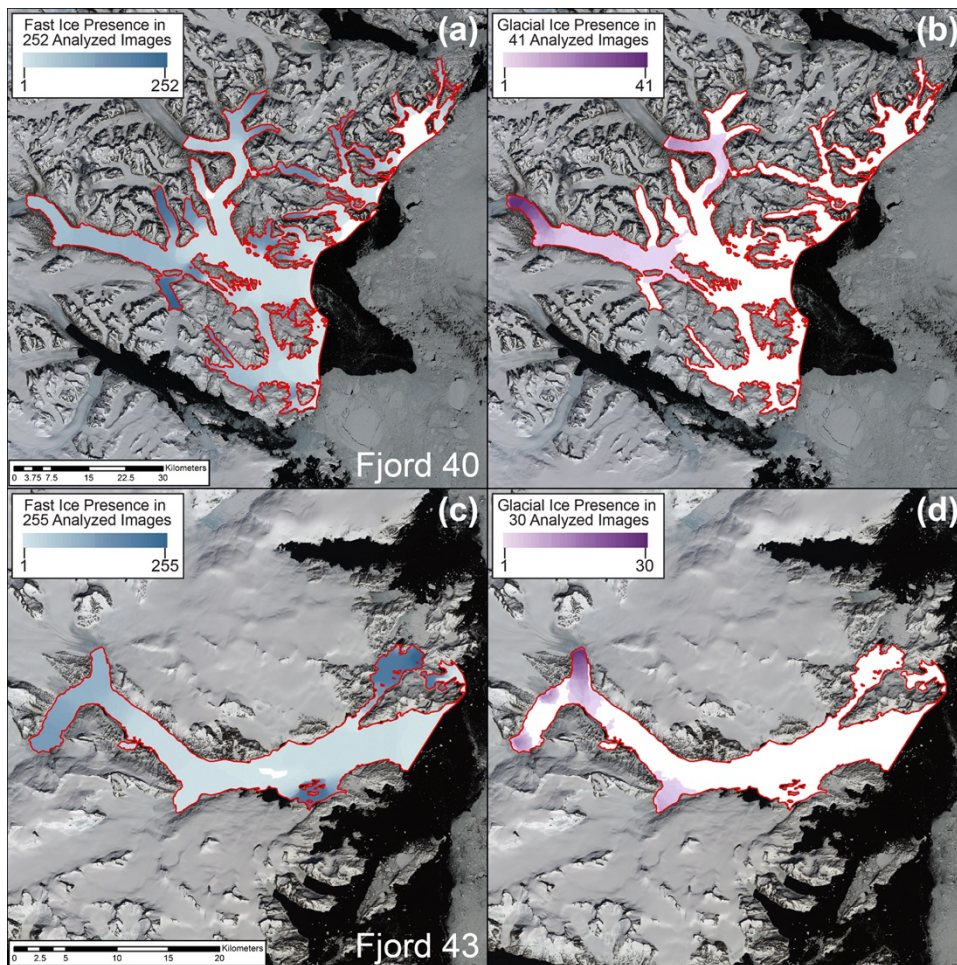 Fast Ice Presence in
252 Analyzed Images
1 252
(a)
Glacial Ice Presence in
41 Analyzed Images
1 41
(b)
Kilometers
0 3.75 7.5 15 22.5 30
Fjord 40
Fast Ice Presence in
255 Analyzed Images
1 255
(c)
Glacial Ice Presence in
30 Analyzed Images
1 30
(d)
Kilometers
0 2.5 5 10 15 20
Fjord 43